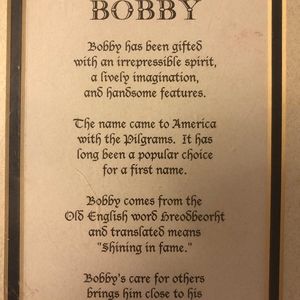 BOBBY
Bobby has been gifted
with an irrepressible spirit,
a lively imagination,
and handsome features.
The name came to America
with the Pilgrams. It has
long been a popular choice
for a first name.
Bobby comes from the
Old English word Hreodbeorht
and translated means
"Shining in fame."
Bobby's care for others
brings him close to his